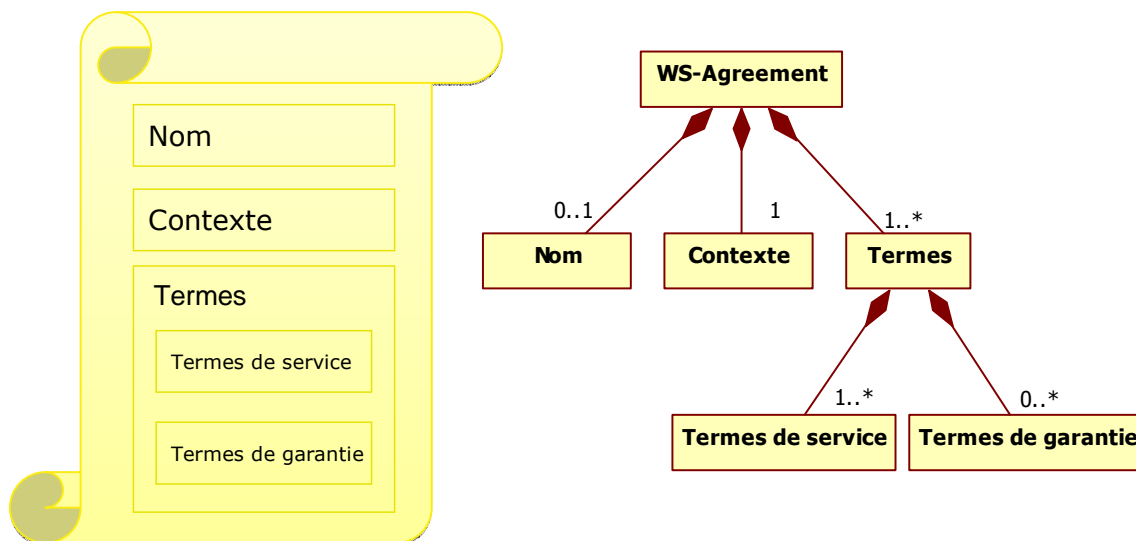 Nom
Contexte
Termes
Termes de service
Termes de garantie
WS-Agreement
0..1
1
1..*
Nom
Contexte
Termes
1..*
0..*
Termes de service
Termes de garantie